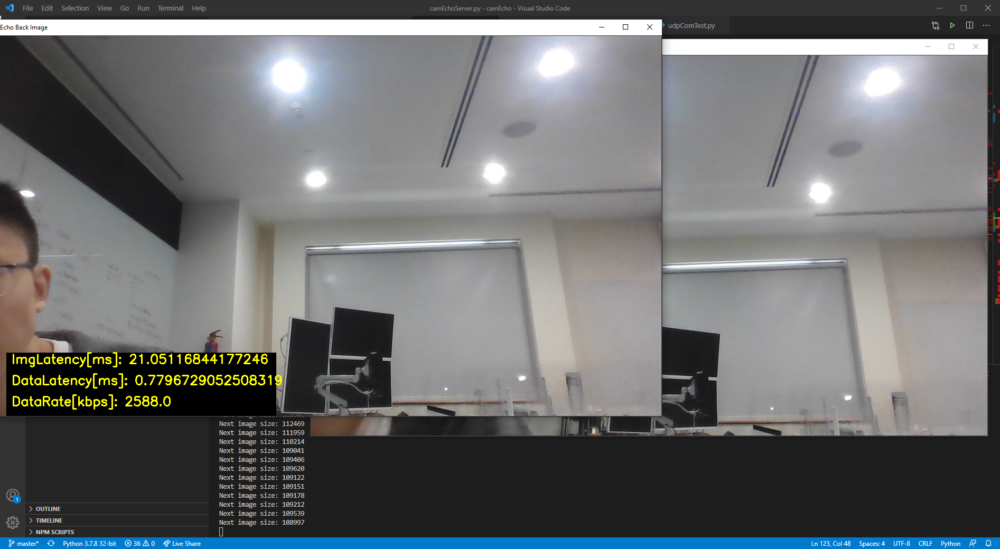 File Edit Selection View Go Run Terminal Help
camEchoServer.py - camEcho - Visual Studio Code
Echo Back Image
udpComTest.py
ImgLatency[ms]: 21.05116844177246
DataLatency[ms]: 0.7796729052508319
DataRate[kbps]: 2588.0
Next image size: 112469
Next image size: 111959
Next image size: 110214
Next image size: 109041
Next image size: 109406
Next image size: 109620
Next image size: 109122
Next image size: 109151
Next image size: 109178
Next image size: 109212
Next image size: 109539
Next image size: 108997
1
OUTLINE
TIMELINE
NPM SCRIPTS
master* Python 3.7.8 32-bit 36 0 Live Share
Ln 123, Col 48 Spaces: 4 UTF-8 CRLF Python